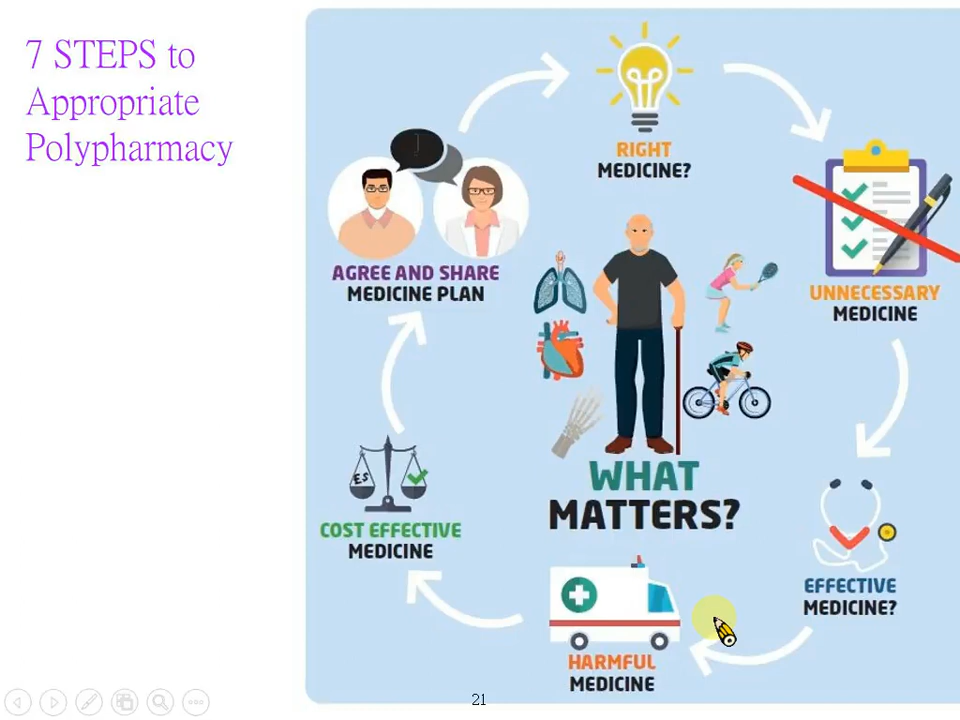 7 STEPS to
Appropriate
Polypharmacy
RIGHT
MEDICINE?
UNNECESSARY
MEDICINE
EFFECTIVE
MEDICINE?
HARMFUL
MEDICINE
COST EFFECTIVE
MEDICINE
£$
AGREE AND SHARE
MEDICINE PLAN
!
WHAT
MATTERS?
21